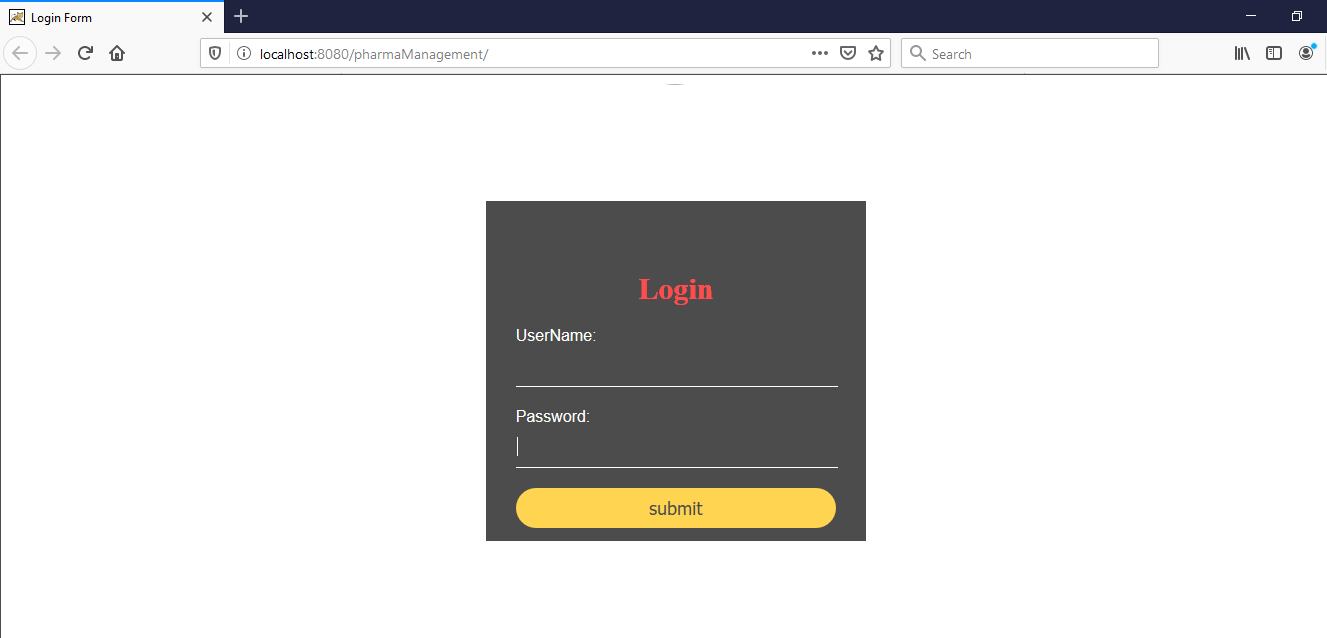 Login Form
localhost:8080/pharmaManagement/
Search
Login
UserName:
Password:
submit